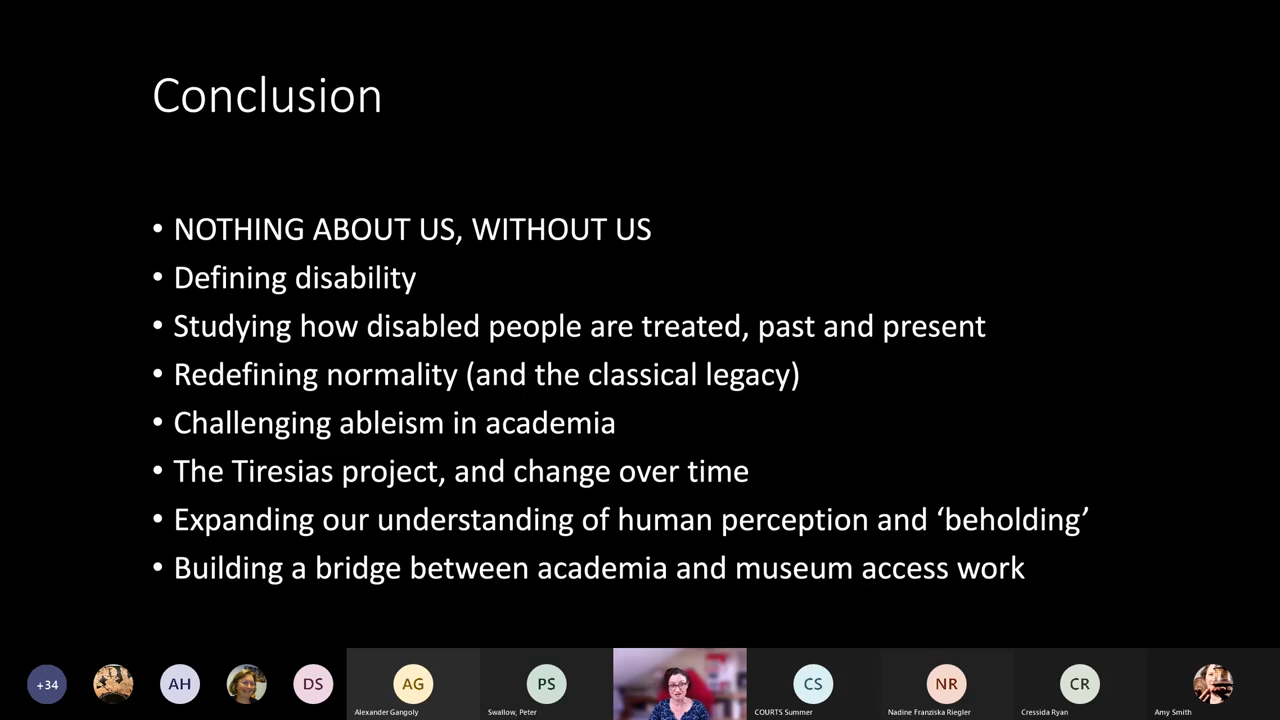 Conclusion
• NOTHING ABOUT US, WITHOUT US
• Defining disability
• Studying how disabled people are treated, past and present
• Redefining normality (and the classical legacy)
• Challenging ableism in academia
• The Tiresias project, and change over time
• Expanding our understanding of human perception and ‘beholding’
• Building a bridge between academia and museum access work
+34
AH
DS
AG
PS
CS
NR
CR
Alexander Gangoly
Swallow, Peter
COURTS Summer
Nadine Franziska Riegler
Cressida Ryan
Amy Smith